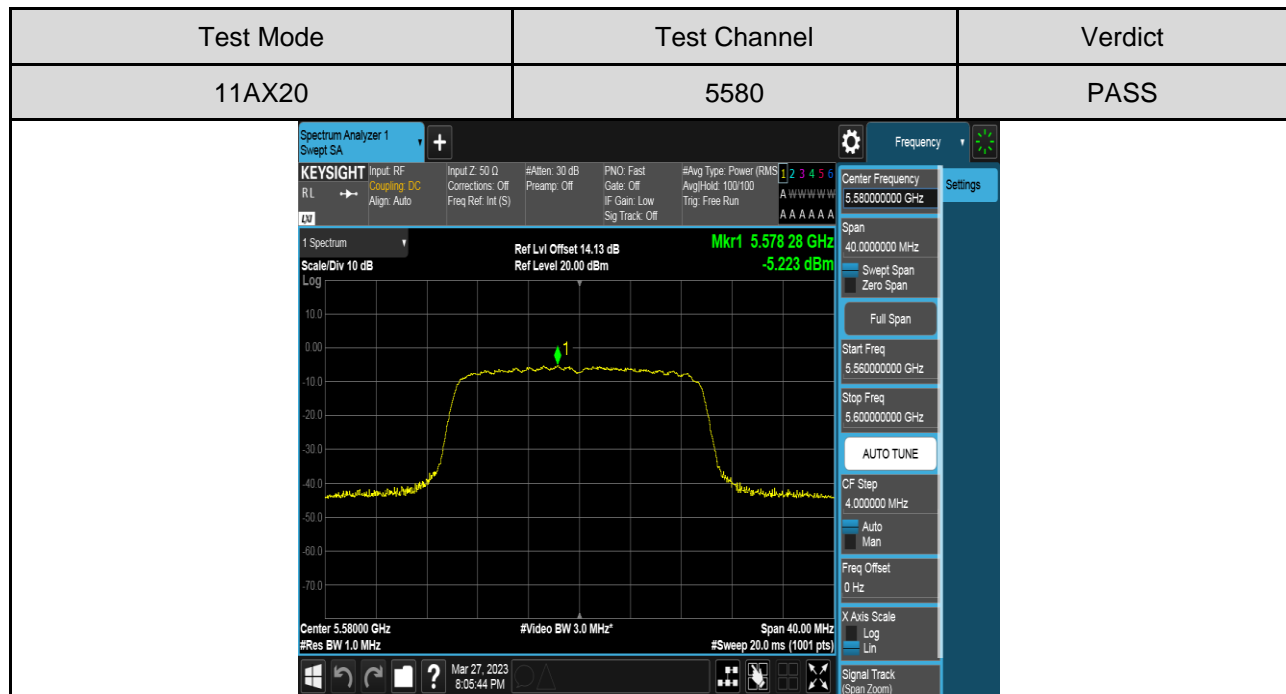 Test Mode Test Channel Verdict
11AX20 5580 PASS
Spectrum Analyzer 1
Swept SA
+
Frequency
KEYSIGHT
RL
LXI
Input: RF
Coupling: DC
Align: Auto
Input Z: 50 Ω
Corrections: Off
Freq Ref: Int (S)
#Atten: 30 dB
Preamp: Off
PNO: Fast
Gate: Off
IF Gain: Low
Sig Track: Off
#Avg Type: Power (RMS
Avg|Hold: 100/100
Trig: Free Run
1 2 3 4 5 6
A W W W W W
A A A A A A
1 Spectrum
Scale/Div 10 dB
Ref Lvl Offset 14.13 dB
Ref Level 20.00 dBm
Mkr1 5.578 28 GHz
-5.223 dBm
Log
10.0
0.00
-10.0
-20.0
-30.0
-40.0
-50.0
-60.0
-70.0
1
Center 5.58000 GHz
#Res BW 1.0 MHz
#Video BW 3.0 MHz*
Span 40.00 MHz
#Sweep 20.0 ms (1001 pts)
?
Mar 27, 2023
8:05:44 PM
Center Frequency
5.580000000 GHz
Span
40.0000000 MHz
Swept Span
Zero Span
Full Span
Start Freq
5.560000000 GHz
Stop Freq
5.600000000 GHz
AUTO TUNE
CF Step
4.000000 MHz
Auto
Man
Freq Offset
0 Hz
X Axis Scale
Log
Lin
Signal Track
(Span Zoom)
Settings